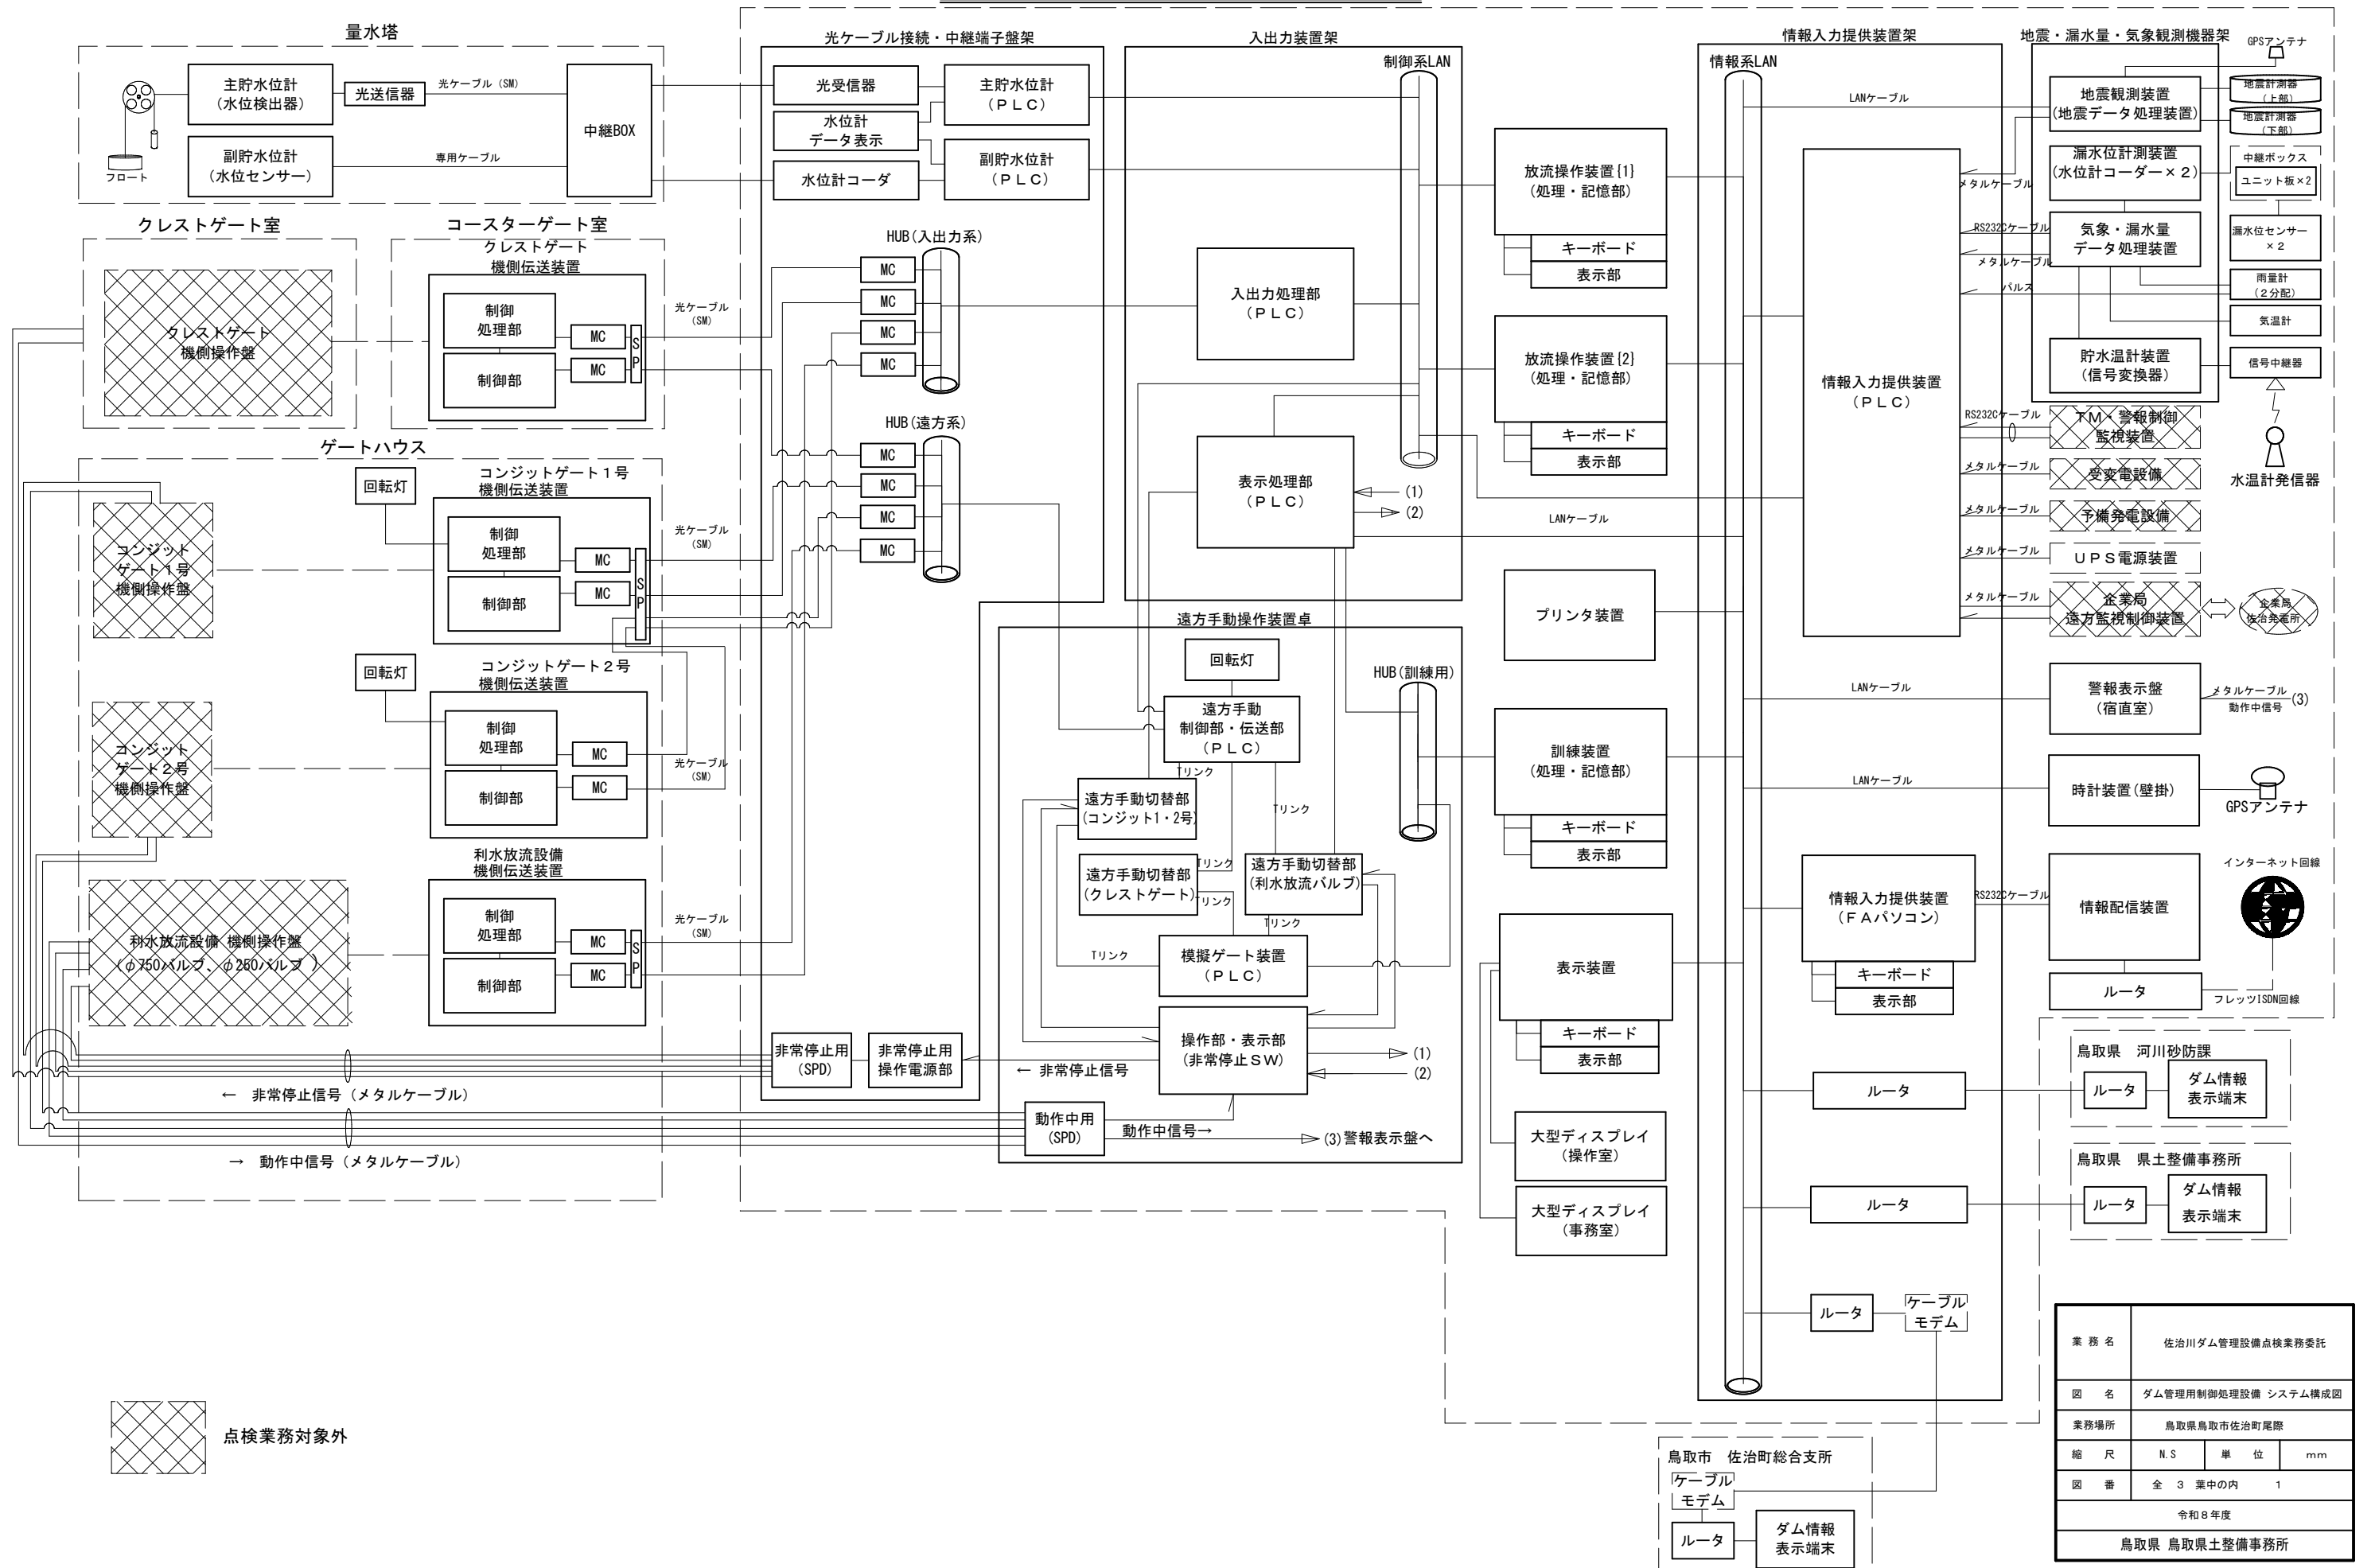 量水塔
主貯水位計
(水位検出器)
光送信器
光ケーブル (SM)
中継BOX
副貯水位計
(水位センサー)
専用ケーブル
フロート
クレストゲート室
クレストゲート
機側操作盤
コースターゲート室
クレストゲート
機側伝送装置
制御
処理部
制御部
MC
MC
SP
光ケーブル
(SM)
ゲートハウス
回転灯
コンジットゲート1号
機側伝送装置
コンジット
ゲート1号
機側操作盤
制御
処理部
制御部
MC
MC
SP
光ケーブル
(SM)
回転灯
コンジットゲート2号
機側伝送装置
コンジット
ゲート2号
機側操作盤
制御
処理部
制御部
MC
MC
光ケーブル
(SM)
利水放流設備
機側伝送装置
利水放流設備 機側操作盤
(φ750バルブ、φ250バルブ )
制御
処理部
制御部
MC
MC
SP
光ケーブル
(SM)
← 非常停止信号 (メタルケーブル)
→ 動作中信号 (メタルケーブル)
点検業務対象外
光ケーブル接続・中継端子盤架
光受信器
主貯水位計
(PLC)
水位計
データ表示
副貯水位計
(PLC)
水位計コーダ
HUB(入出力系)
MC
MC
MC
MC
HUB(遠方系)
MC
MC
MC
MC
非常停止用
(SPD)
非常停止用
操作電源部
入出力装置架
制御系LAN
入出力処理部
(PLC)
表示処理部
(PLC)
(1)
(2)
LANケーブル
遠方手動操作装置卓
回転灯
HUB(訓練用)
遠方手動
制御部・伝送部
(PLC)
Tリンク
Tリンク
遠方手動切替部
(コンジット1・2号)
遠方手動切替部
(クレストゲート)
Tリンク
Tリンク
遠方手動切替部
(利水放流バルブ)
Tリンク
Tリンク
模擬ゲート装置
(PLC)
操作部・表示部
(非常停止SW)
(1)
(2)
← 非常停止信号
動作中用
(SPD)
動作中信号→
(3)警報表示盤へ
放流操作装置{1}
(処理・記憶部)
キーボード
表示部
放流操作装置{2}
(処理・記憶部)
キーボード
表示部
プリンタ装置
訓練装置
(処理・記憶部)
キーボード
表示部
表示装置
キーボード
表示部
大型ディスプレイ
(操作室)
大型ディスプレイ
(事務室)
情報入力提供装置架
情報系LAN
LANケーブル
情報入力提供装置
(PLC)
メタルケーブル
RS232Cケーブル
メタルケーブル
パルス
RS232Cケーブル
メタルケーブル
メタルケーブル
メタルケーブル
メタルケーブル
LANケーブル
LANケーブル
情報入力提供装置
(FAパソコン)
キーボード
表示部
RS232Cケーブル
ルータ
ルータ
ルータ
ケーブル
モデム
地震・漏水量・気象観測機器架
GPSアンテナ
地震観測装置
(地震データ処理装置)
地震計測器
(上部)
地震計測器
(下部)
漏水位計測装置
(水位計コーダー×2)
中継ボックス
ユニット板×2
気象・漏水量
データ処理装置
漏水位センサー
×2
雨量計
(2分配)
気温計
貯水温計装置
(信号変換器)
信号中継器
水温計発信器
TM・警報制御
監視装置
受変電設備
予備発電設備
UPS電源装置
企業局
遠方監視制御装置
企業局
佐治発電所
警報表示盤
(宿直室)
メタルケーブル
動作中信号
(3)
時計装置(壁掛)
GPSアンテナ
情報配信装置
インターネット回線
ルータ
フレッツISDN回線
鳥取県 河川砂防課
ルータ
ダム情報
表示端末
鳥取県 県土整備事務所
ルータ
ダム情報
表示端末
鳥取市 佐治町総合支所
ケーブル
モデム
ルータ
ダム情報
表示端末
業務名 佐治川ダム管理設備点検業務委託
図 名 ダム管理用制御処理設備 システム構成図
業務場所 鳥取県鳥取市佐治町尾際
縮 尺 N.S 単 位 mm
図 番 全 3 葉中の内 1
令和8年度
鳥取県 鳥取県土整備事務所